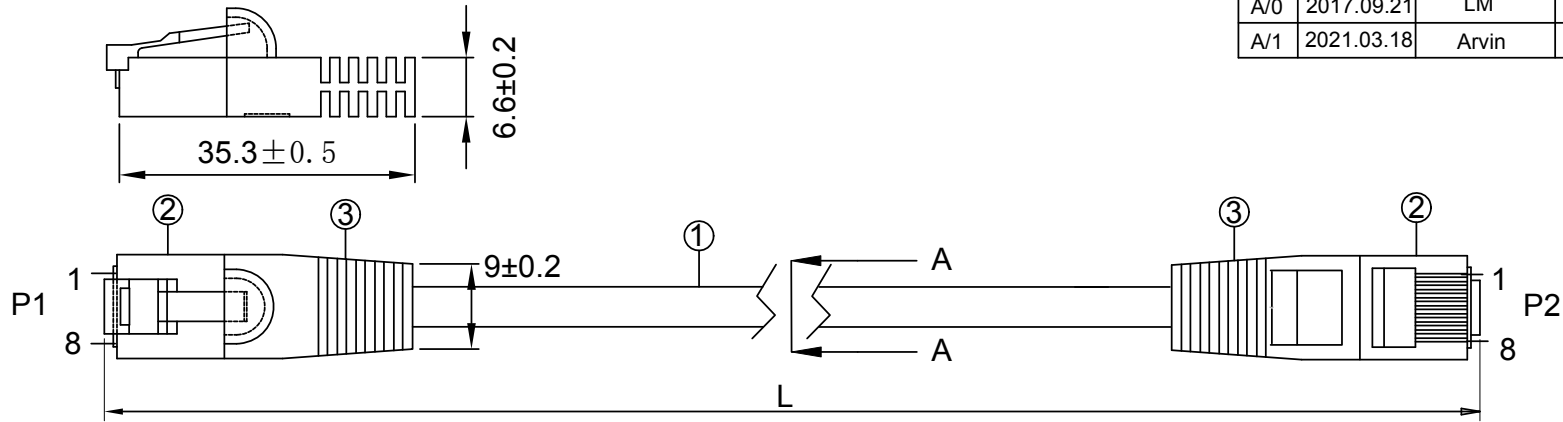 A/0 2017.09.21 LM
A/1 2021.03.18 Arvin
6.6±0.2
35.3±0.5
② ③ ① ③ ②
9±0.2
A
1 1
P1 P2
8 8
A
L